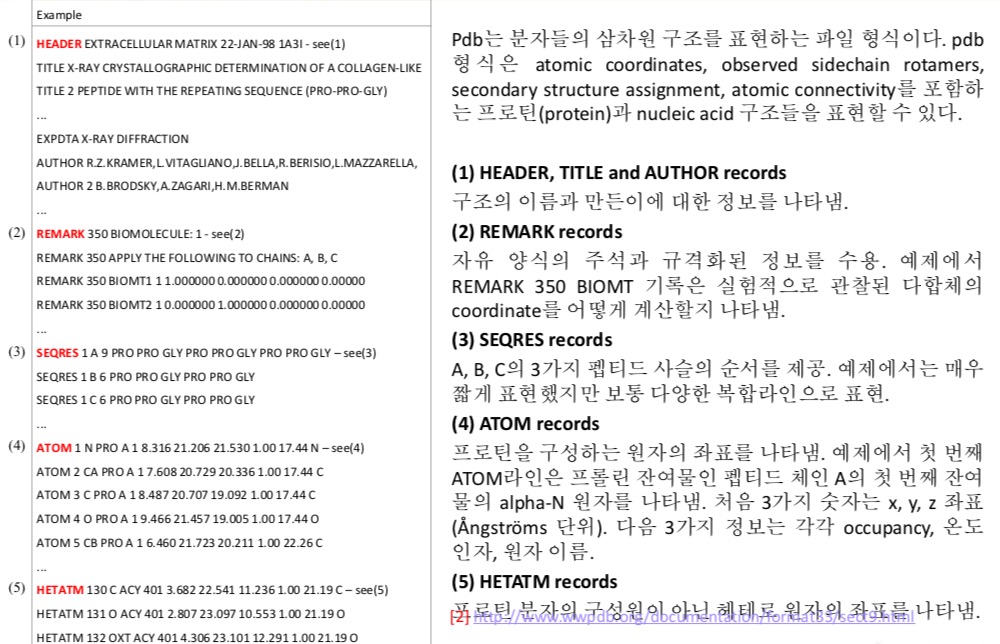 Example
(1) HEADER EXTRACELLULAR MATRIX 22-JAN-98 1A3I - see(1)
TITLE X-RAY CRYSTALLOGRAPHIC DETERMINATION OF A COLLAGEN-LIKE
TITLE 2 PEPTIDE WITH THE REPEATING SEQUENCE (PRO-PRO-GLY)
...
EXPDTA X-RAY DIFFRACTION
AUTHOR R.Z.KRAMER,L.VITAGLIANO,J.BELLA,R.BERISIO,L.MAZZARELLA,
AUTHOR 2 B.BRODSKY,A.ZAGARI,H.M.BERMAN
...
(2) REMARK 350 BIOMOLECULE: 1 - see(2)
REMARK 350 APPLY THE FOLLOWING TO CHAINS: A, B, C
REMARK 350 BIOMT1 1 1.000000 0.000000 0.000000 0.00000
REMARK 350 BIOMT2 1 0.000000 1.000000 0.000000 0.00000
...
(3) SEQRES 1 A 9 PRO PRO GLY PRO PRO GLY PRO PRO GLY – see(3)
SEQRES 1 B 6 PRO PRO GLY PRO PRO GLY
SEQRES 1 C 6 PRO PRO GLY PRO PRO GLY
...
(4) ATOM 1 N PRO A 1 8.316 21.206 21.530 1.00 17.44 N – see(4)
ATOM 2 CA PRO A 1 7.608 20.729 20.336 1.00 17.44 C
ATOM 3 C PRO A 1 8.487 20.707 19.092 1.00 17.44 C
ATOM 4 O PRO A 1 9.466 21.457 19.005 1.00 17.44 O
ATOM 5 CB PRO A 1 6.460 21.723 20.211 1.00 22.26 C
...
(5) HETATM 130 C ACY 401 3.682 22.541 11.236 1.00 21.19 C – see(5)
HETATM 131 O ACY 401 2.807 23.097 10.553 1.00 21.19 O
HETATM 132 OXT ACY 401 4.306 23.101 12.291 1.00 21.19 O
Pdb는 분자들의 삼차원 구조를 표현하는 파일 형식이다. pdb
형식은 atomic coordinates, observed sidechain rotamers,
secondary structure assignment, atomic connectivity를 포함하
는 프로틴(protein)과 nucleic acid 구조들을 표현할 수 있다.
(1) HEADER, TITLE and AUTHOR records
구조의 이름과 만든이에 대한 정보를 나타냄.
(2) REMARK records
자유 양식의 주석과 규격화된 정보를 수용. 예제에서
REMARK 350 BIOMT 기록은 실험적으로 관찰된 다합체의
coordinate를 어떻게 계산할지 나타냄.
(3) SEQRES records
A, B, C의 3가지 펩티드 사슬의 순서를 제공. 예제에서는 매우
짧게 표현했지만 보통 다양한 복합라인으로 표현.
(4) ATOM records
프로틴을 구성하는 원자의 좌표를 나타냄. 예제에서 첫 번째
ATOM라인은 프롤린 잔여물인 펩티드 체인 A의 첫 번째 잔여
물의 alpha-N 원자를 나타냄. 처음 3가지 숫자는 x, y, z 좌표
(Ångströms 단위). 다음 3가지 정보는 각각 occupancy, 온도
인자, 원자 이름.
(5) HETATM records
프로틴 분자의 구성원이 아닌 헤테로 원자의 좌표를 나타냄.
[2] http://www.wwpdb.org/documentation/format33/sect9.html